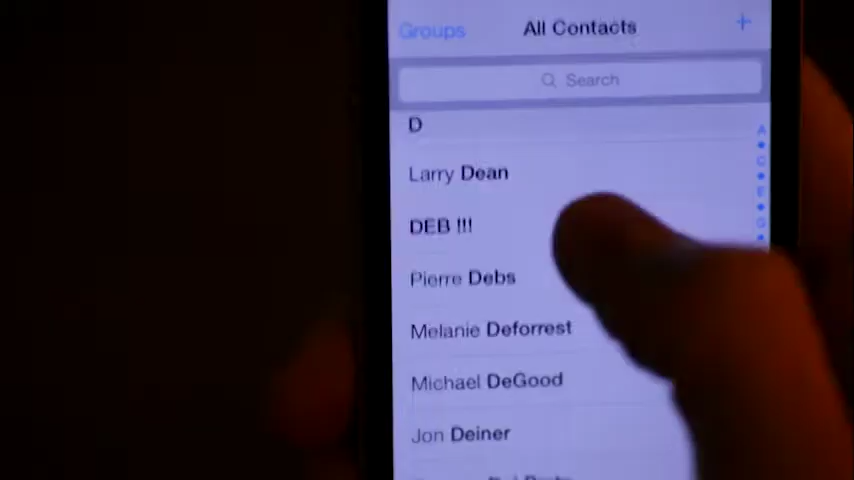 Groups All Contacts +
Search
D
Larry Dean
DEB !!!
Pierre Debs
Melanie Deforrest
Michael DeGood
Jon Deiner
A
C
E
G